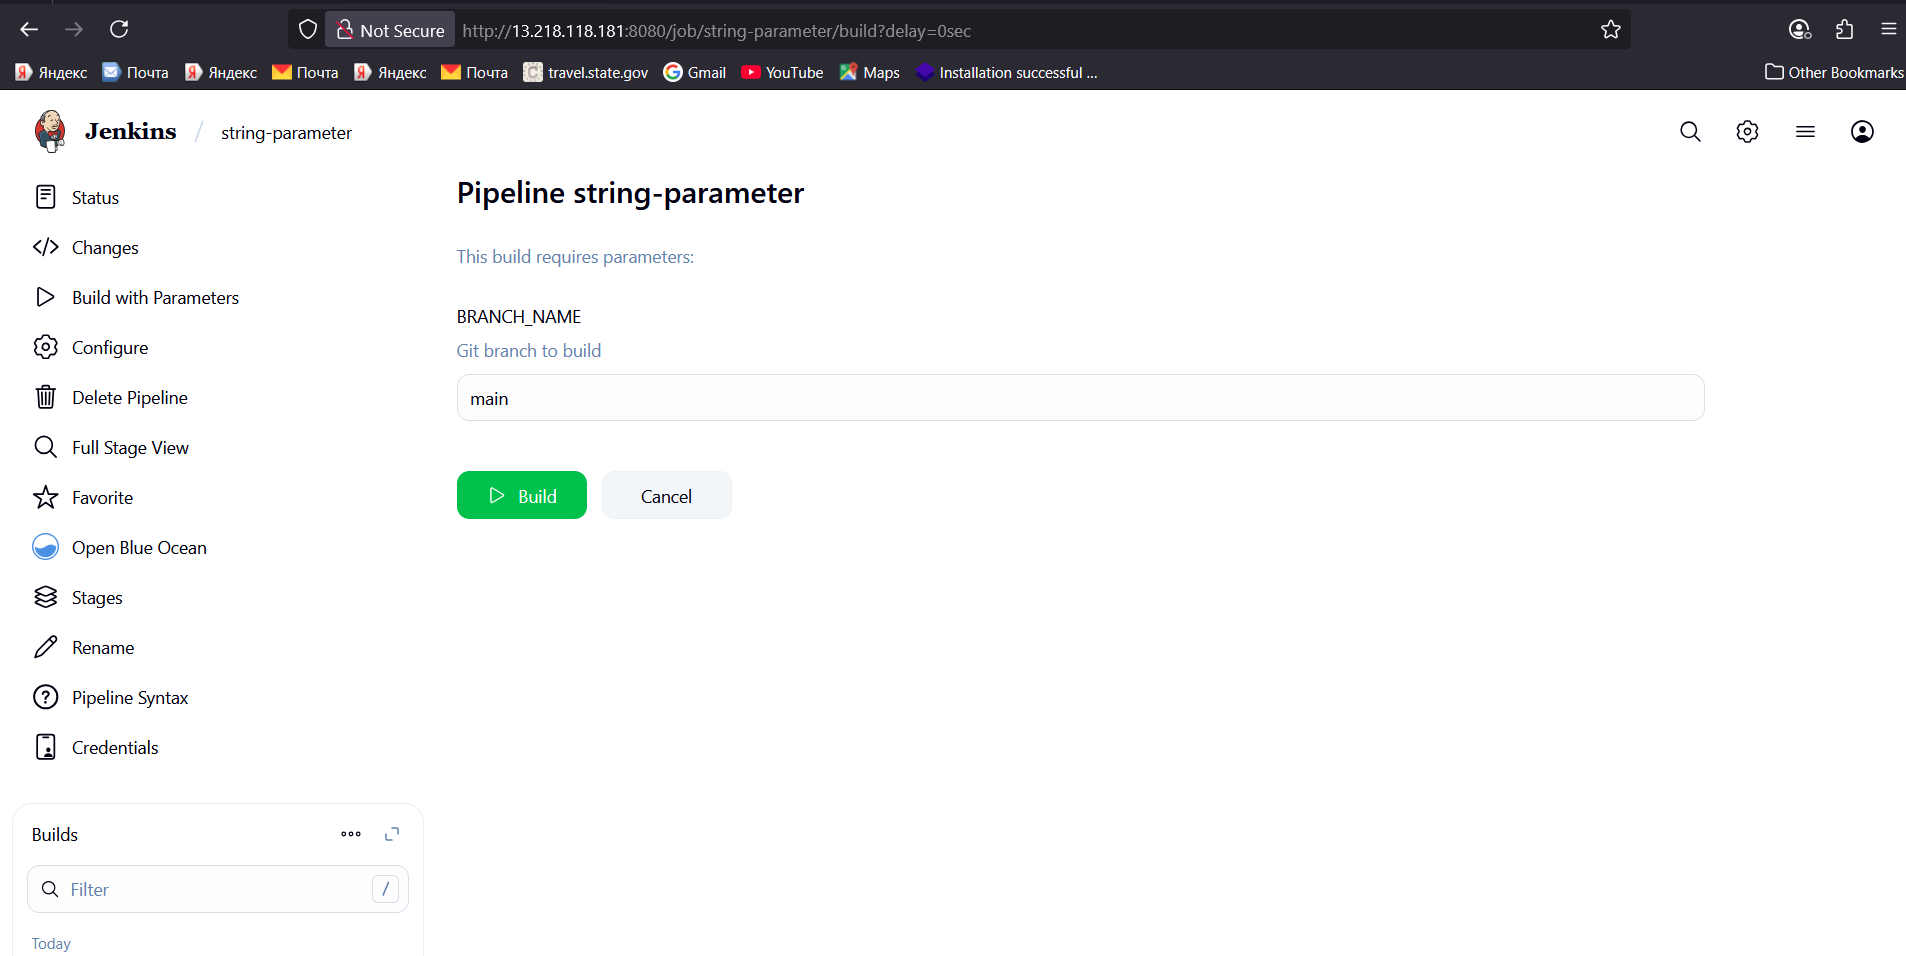 Not Secure http://13.218.118.181:8080/job/string-parameter/build?delay=0sec
Яндекс Почта Яндекс Почта Яндекс Почта travel.state.gov Gmail YouTube Maps Installation successful ... Other Bookmarks
Jenkins / string-parameter
Status
Changes
Build with Parameters
Configure
Delete Pipeline
Full Stage View
Favorite
Open Blue Ocean
Stages
Rename
Pipeline Syntax
Credentials
Builds
Filter /
Today
Pipeline string-parameter
This build requires parameters:
BRANCH_NAME
Git branch to build
main
Build Cancel